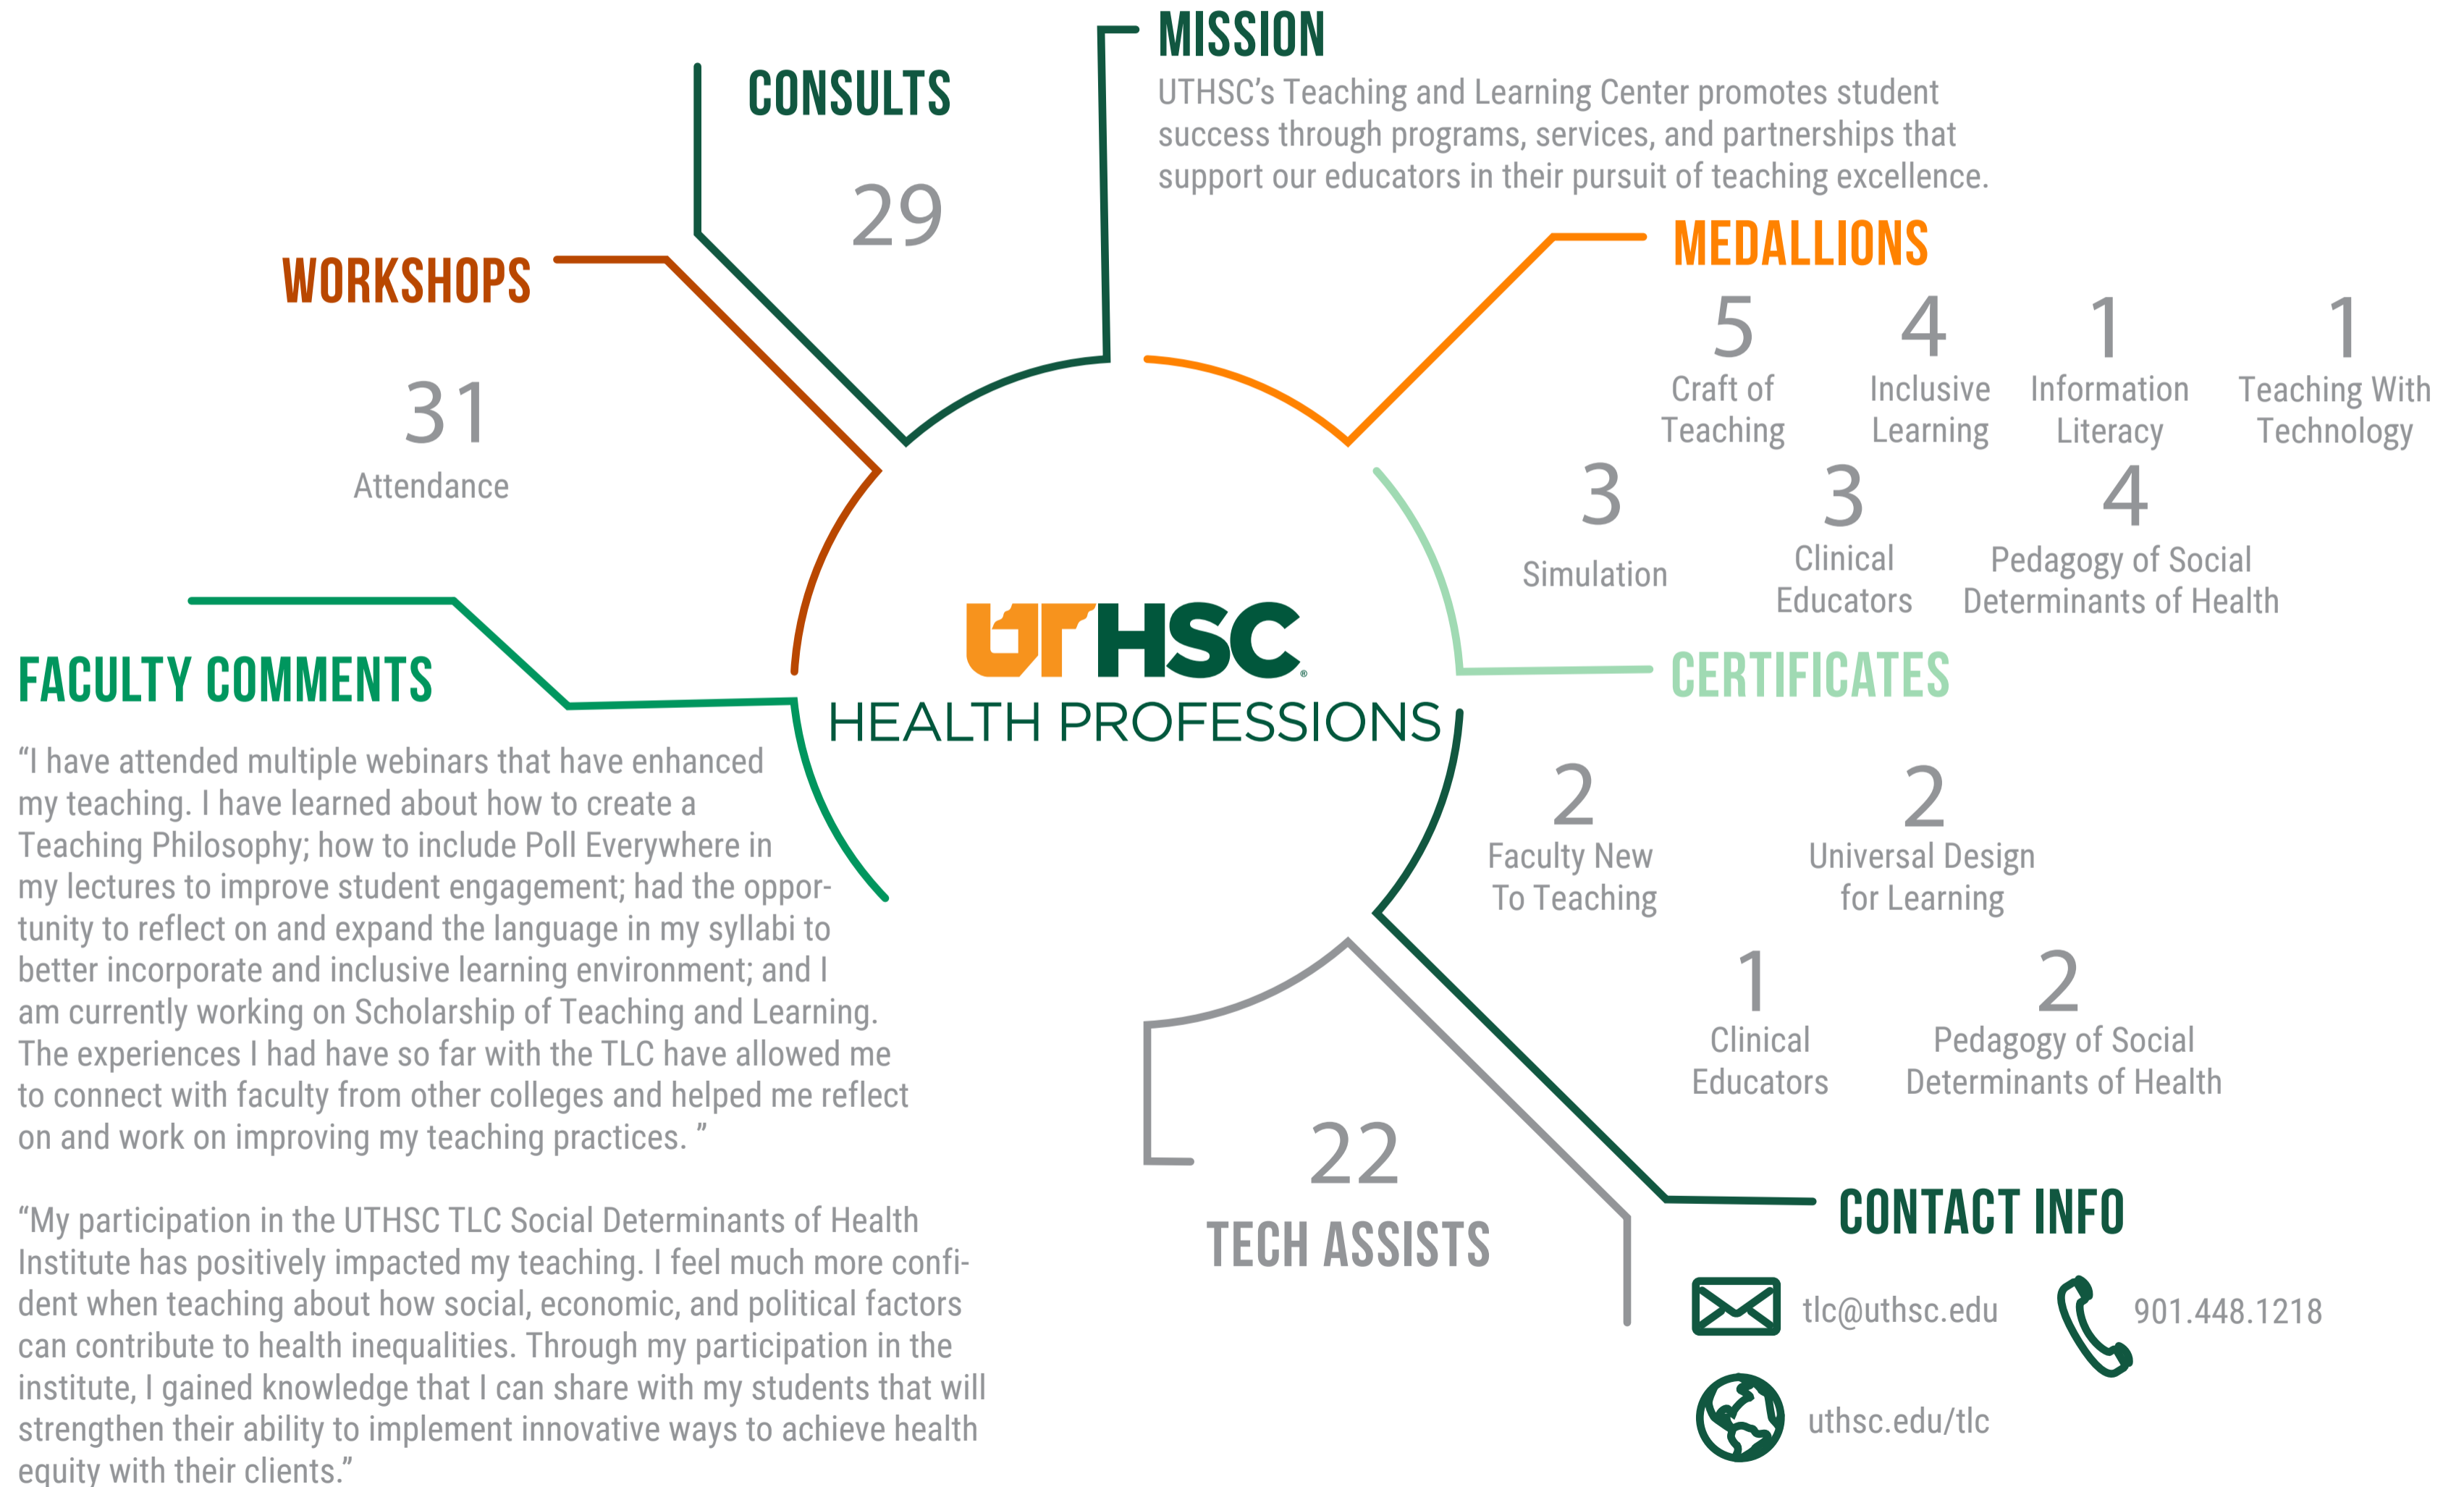 MISSION
UTHSC's Teaching and Learning Center promotes student
success through programs, services, and partnerships that
support our educators in their pursuit of teaching excellence.
CONSULTS
29
WORKSHOPS
31
Attendance
MEDALLIONS
5
Craft of
Teaching
4
Inclusive
Learning
1
Information
Literacy
1
Teaching With
Technology
3
Simulation
3
Clinical
Educators
4
Pedagogy of Social
Determinants of Health
UTHSC®
HEALTH PROFESSIONS
CERTIFICATES
2
Faculty New
To Teaching
2
Universal Design
for Learning
1
Clinical
Educators
2
Pedagogy of Social
Determinants of Health
FACULTY COMMENTS
“I have attended multiple webinars that have enhanced
my teaching. I have learned about how to create a
Teaching Philosophy; how to include Poll Everywhere in
my lectures to improve student engagement; had the oppor-
tunity to reflect on and expand the language in my syllabi to
better incorporate and inclusive learning environment; and I
am currently working on Scholarship of Teaching and Learning.
The experiences I had have so far with the TLC have allowed me
to connect with faculty from other colleges and helped me reflect
on and work on improving my teaching practices. ”
“My participation in the UTHSC TLC Social Determinants of Health
Institute has positively impacted my teaching. I feel much more confi-
dent when teaching about how social, economic, and political factors
can contribute to health inequalities. Through my participation in the
institute, I gained knowledge that I can share with my students that will
strengthen their ability to implement innovative ways to achieve health
equity with their clients.”
22
TECH ASSISTS
CONTACT INFO
tlc@uthsc.edu
901.448.1218
uthsc.edu/tlc